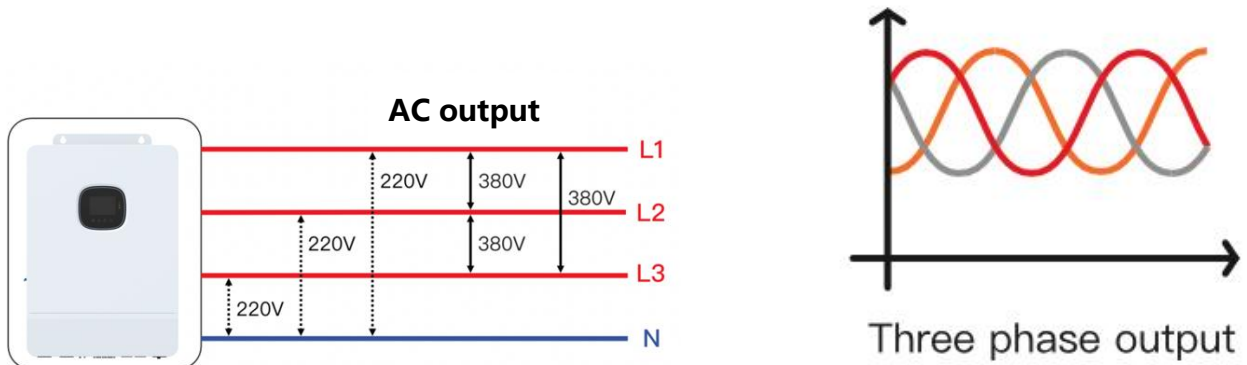 AC output
L1
220V
380V
380V
L2
220V
380V
L3
220V
N
Three phase output